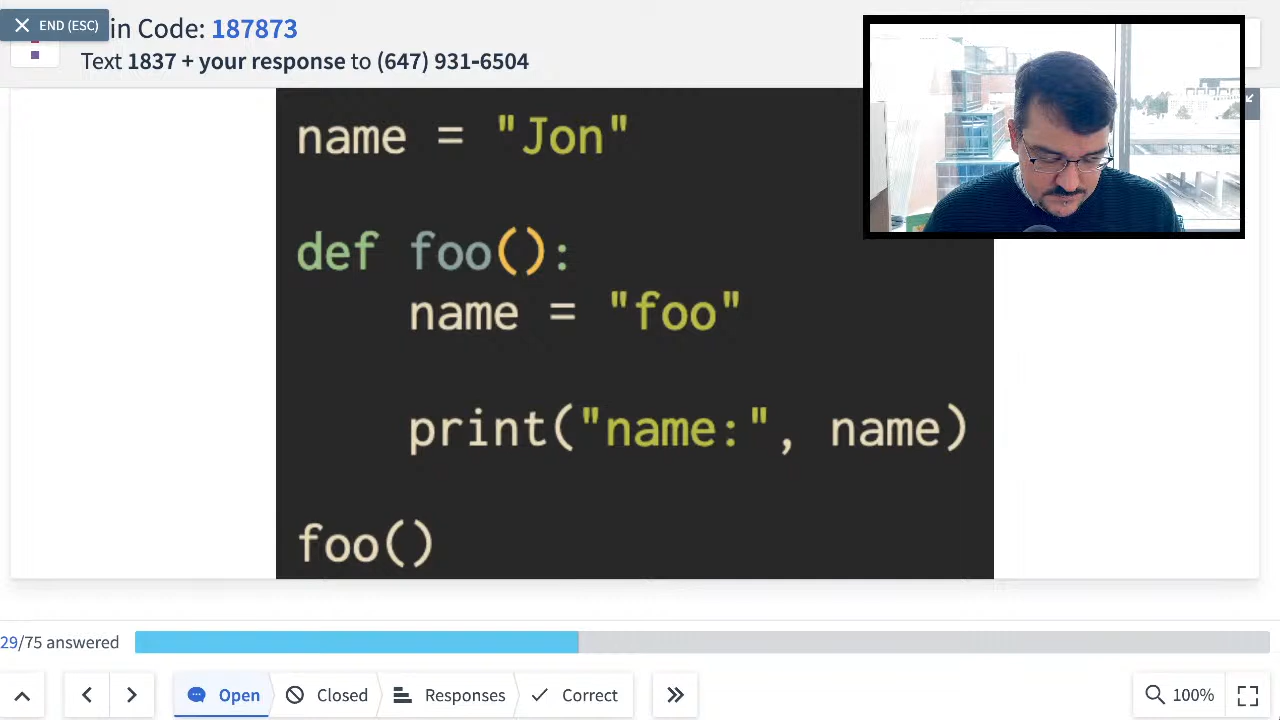 END (ESC)
in Code: 187873
Text 1837 + your response to (647) 931-6504
name = "Jon"
def foo():
name = "foo"
print("name:", name)
foo()
29/75 answered
Open
Closed
Responses
Correct
100%